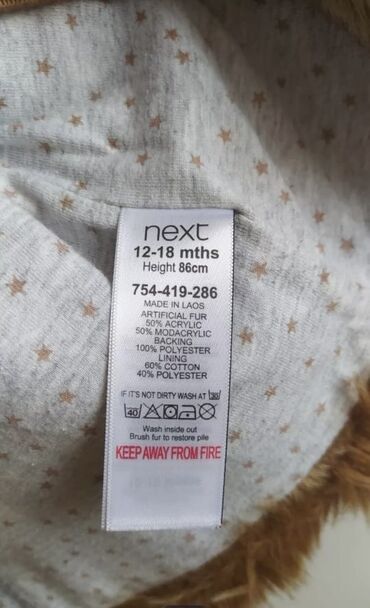 next
12-18 mths
Height 86cm
754-419-286
MADE IN LAOS
ARTIFICIAL FUR
50% ACRYLIC
50% MODACRYLIC
BACKING
100% POLYESTER
LINING
60% COTTON
40% POLYESTER
IF IT'S NOT DIRTY WASH AT 30
40
Wash inside out
Brush fur to restore pile
KEEP AWAY FROM FIRE